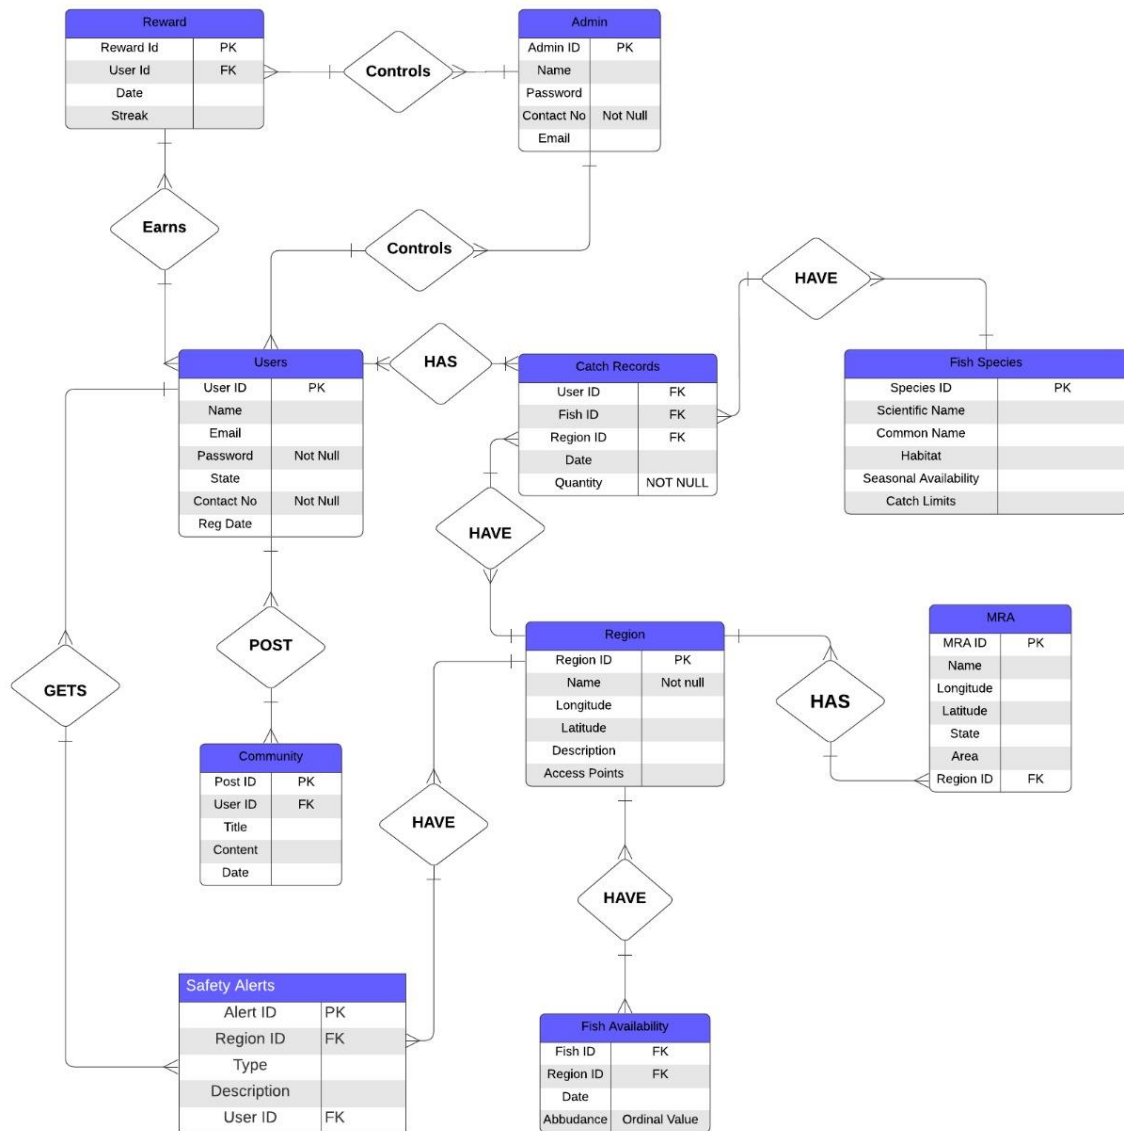 Reward
Reward Id PK
User Id FK
Date
Streak
Controls
Admin
Admin ID PK
Name
Password
Contact No Not Null
Email
Earns
Controls
HAVE
Users
User ID PK
Name
Email
Password Not Null
State
Contact No Not Null
Reg Date
HAS
Catch Records
User ID FK
Fish ID FK
Region ID FK
Date
Quantity NOT NULL
Fish Species
Species ID PK
Scientific Name
Common Name
Habitat
Seasonal Availability
Catch Limits
HAVE
GETS
POST
Region
Region ID PK
Name Not null
Longitude
Latitude
Description
Access Points
HAS
MRA
MRA ID PK
Name
Longitude
Latitude
State
Area
Region ID FK
Community
Post ID PK
User ID FK
Title
Content
Date
HAVE
HAVE
Safety Alerts
Alert ID PK
Region ID FK
Type
Description
User ID FK
Fish Availability
Fish ID FK
Region ID FK
Date
Abbudance Ordinal Value